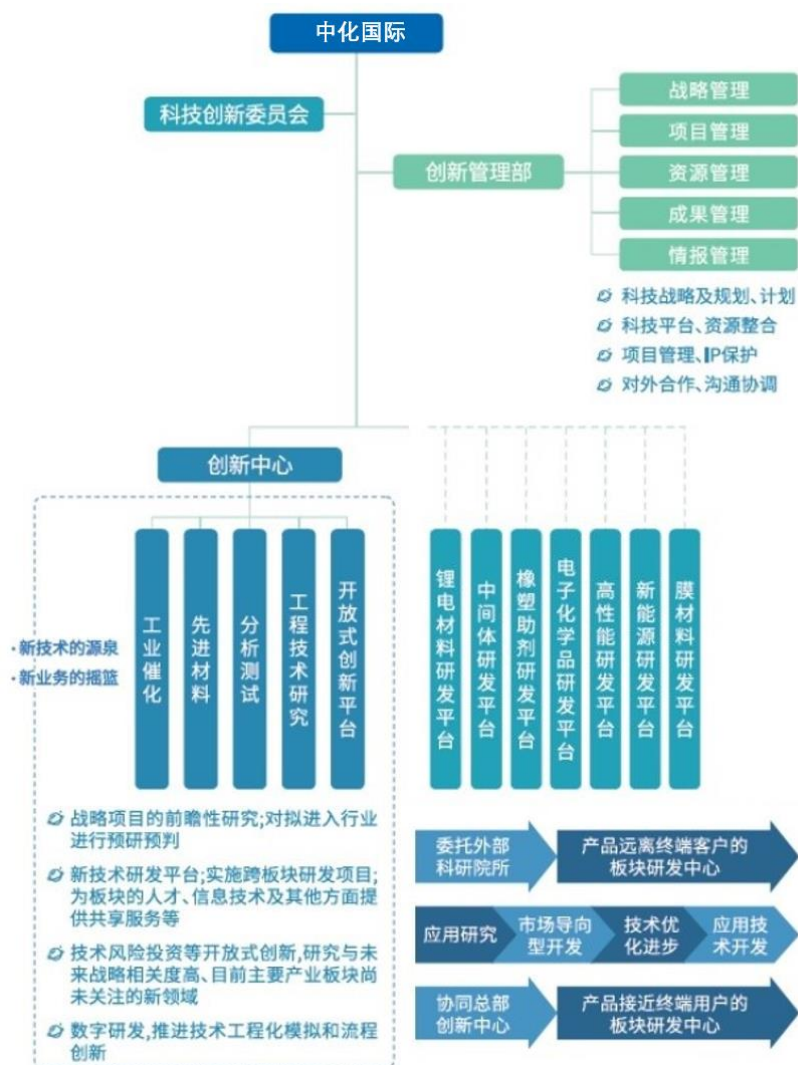 中化国际
科技创新委员会
创新管理部
战略管理
项目管理
资源管理
成果管理
情报管理
科技战略及规划、计划
科技平台、资源整合
项目管理、IP保护
对外合作、沟通协调
创新中心
·新技术的源泉
·新业务的摇篮
工业催化
先进材料
分析测试
工程技术研究
开放式创新平台
锂电材料研发平台
中间体研发平台
橡塑助剂研发平台
电子化学品研发平台
高性能研发平台
新能源研发平台
膜材料研发平台
战略项目的前瞻性研究;对拟进入行业
进行预研预判
新技术研发平台;实施跨板块研发项目;
为板块的人才、信息技术及其他方面提
供共享服务等
技术风险投资等开放式创新,研究与未
来战略相关度高、目前主要产业板块尚
未关注的新领域
数字研发,推进技术工程化模拟和流程
创新
委托外部
科研院所
产品远离终端客户的
板块研发中心
应用研究
市场导向
型开发
技术优
化进步
应用技
术开发
协同总部
创新中心
产品接近终端用户的
板块研发中心